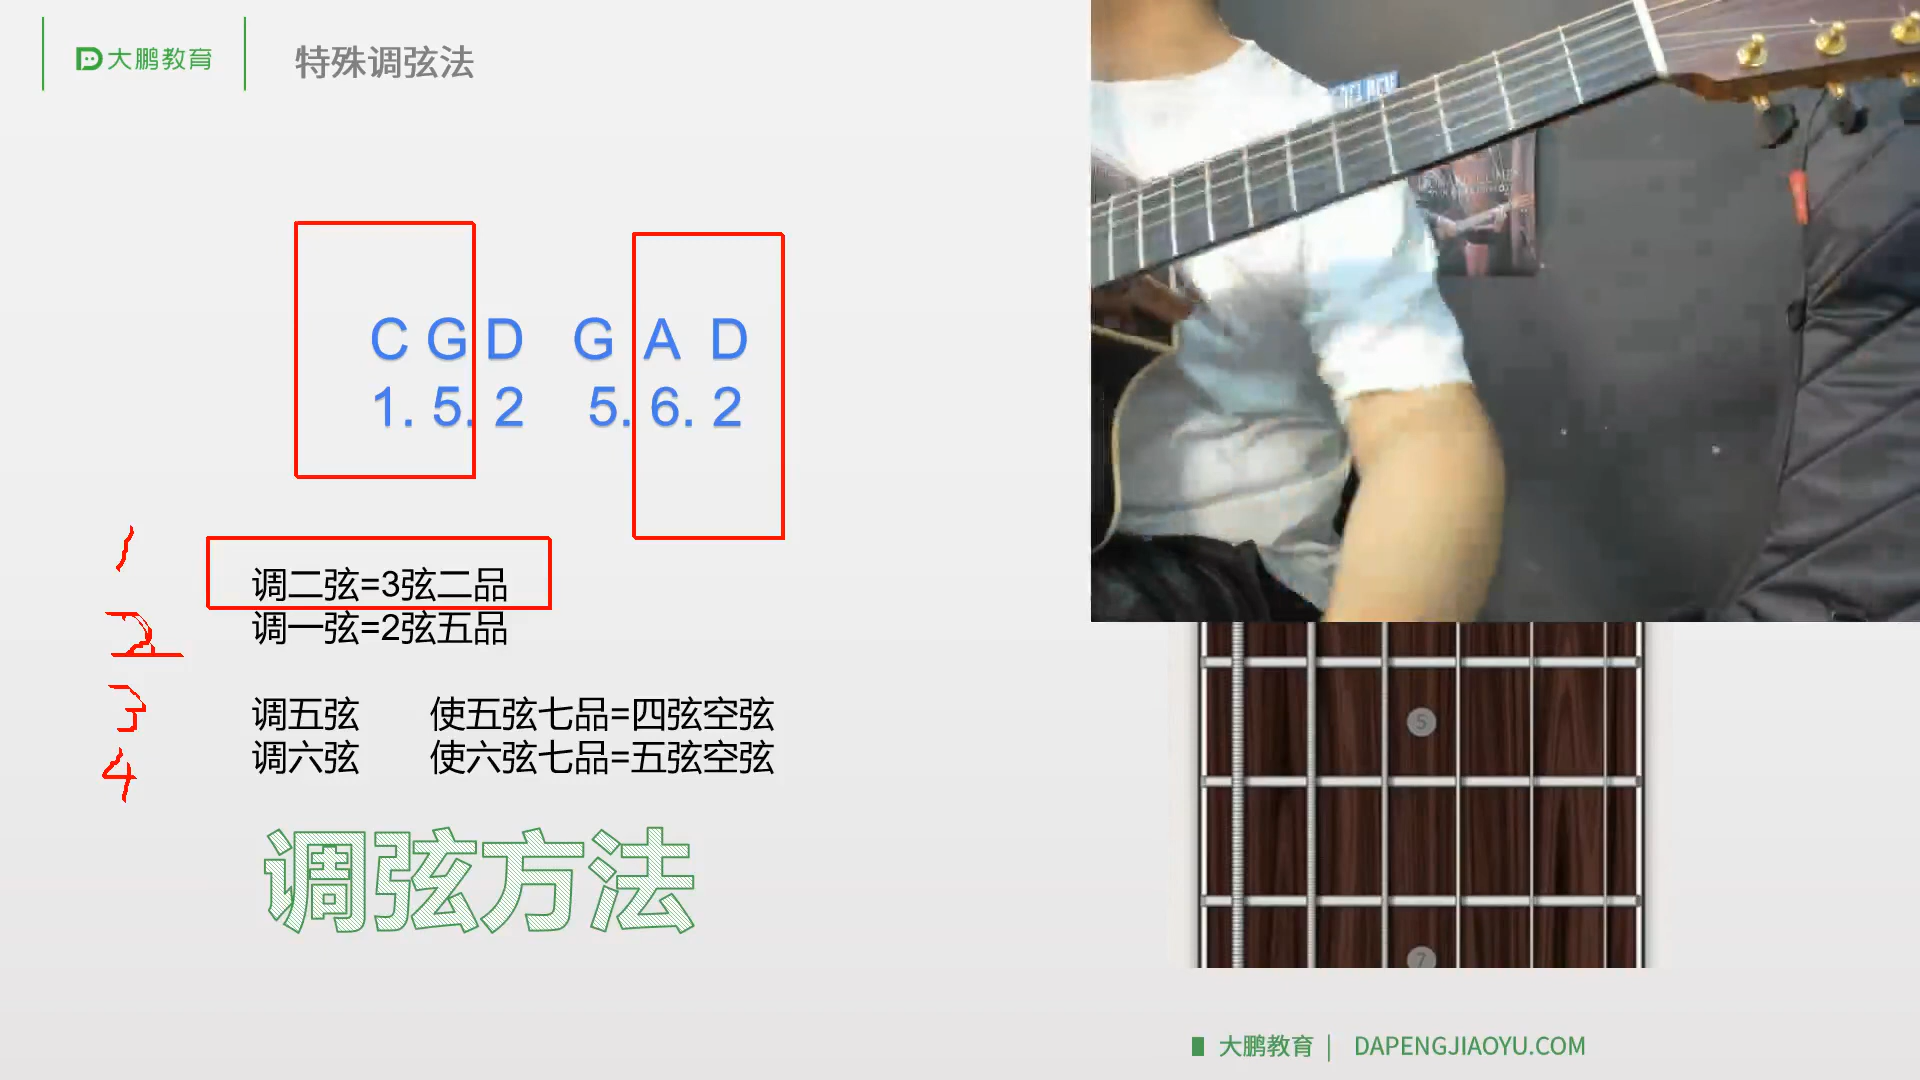 大鹏教育
特殊调弦法
C G D G A D
1. 5. 2 5. 6. 2
1
调二弦=3弦二品
2
调一弦=2弦五品
3
调五弦 使五弦七品=四弦空弦
4
调六弦 使六弦七品=五弦空弦
调弦方法
5
7
大鹏教育 | DAPENGJIAOYU.COM